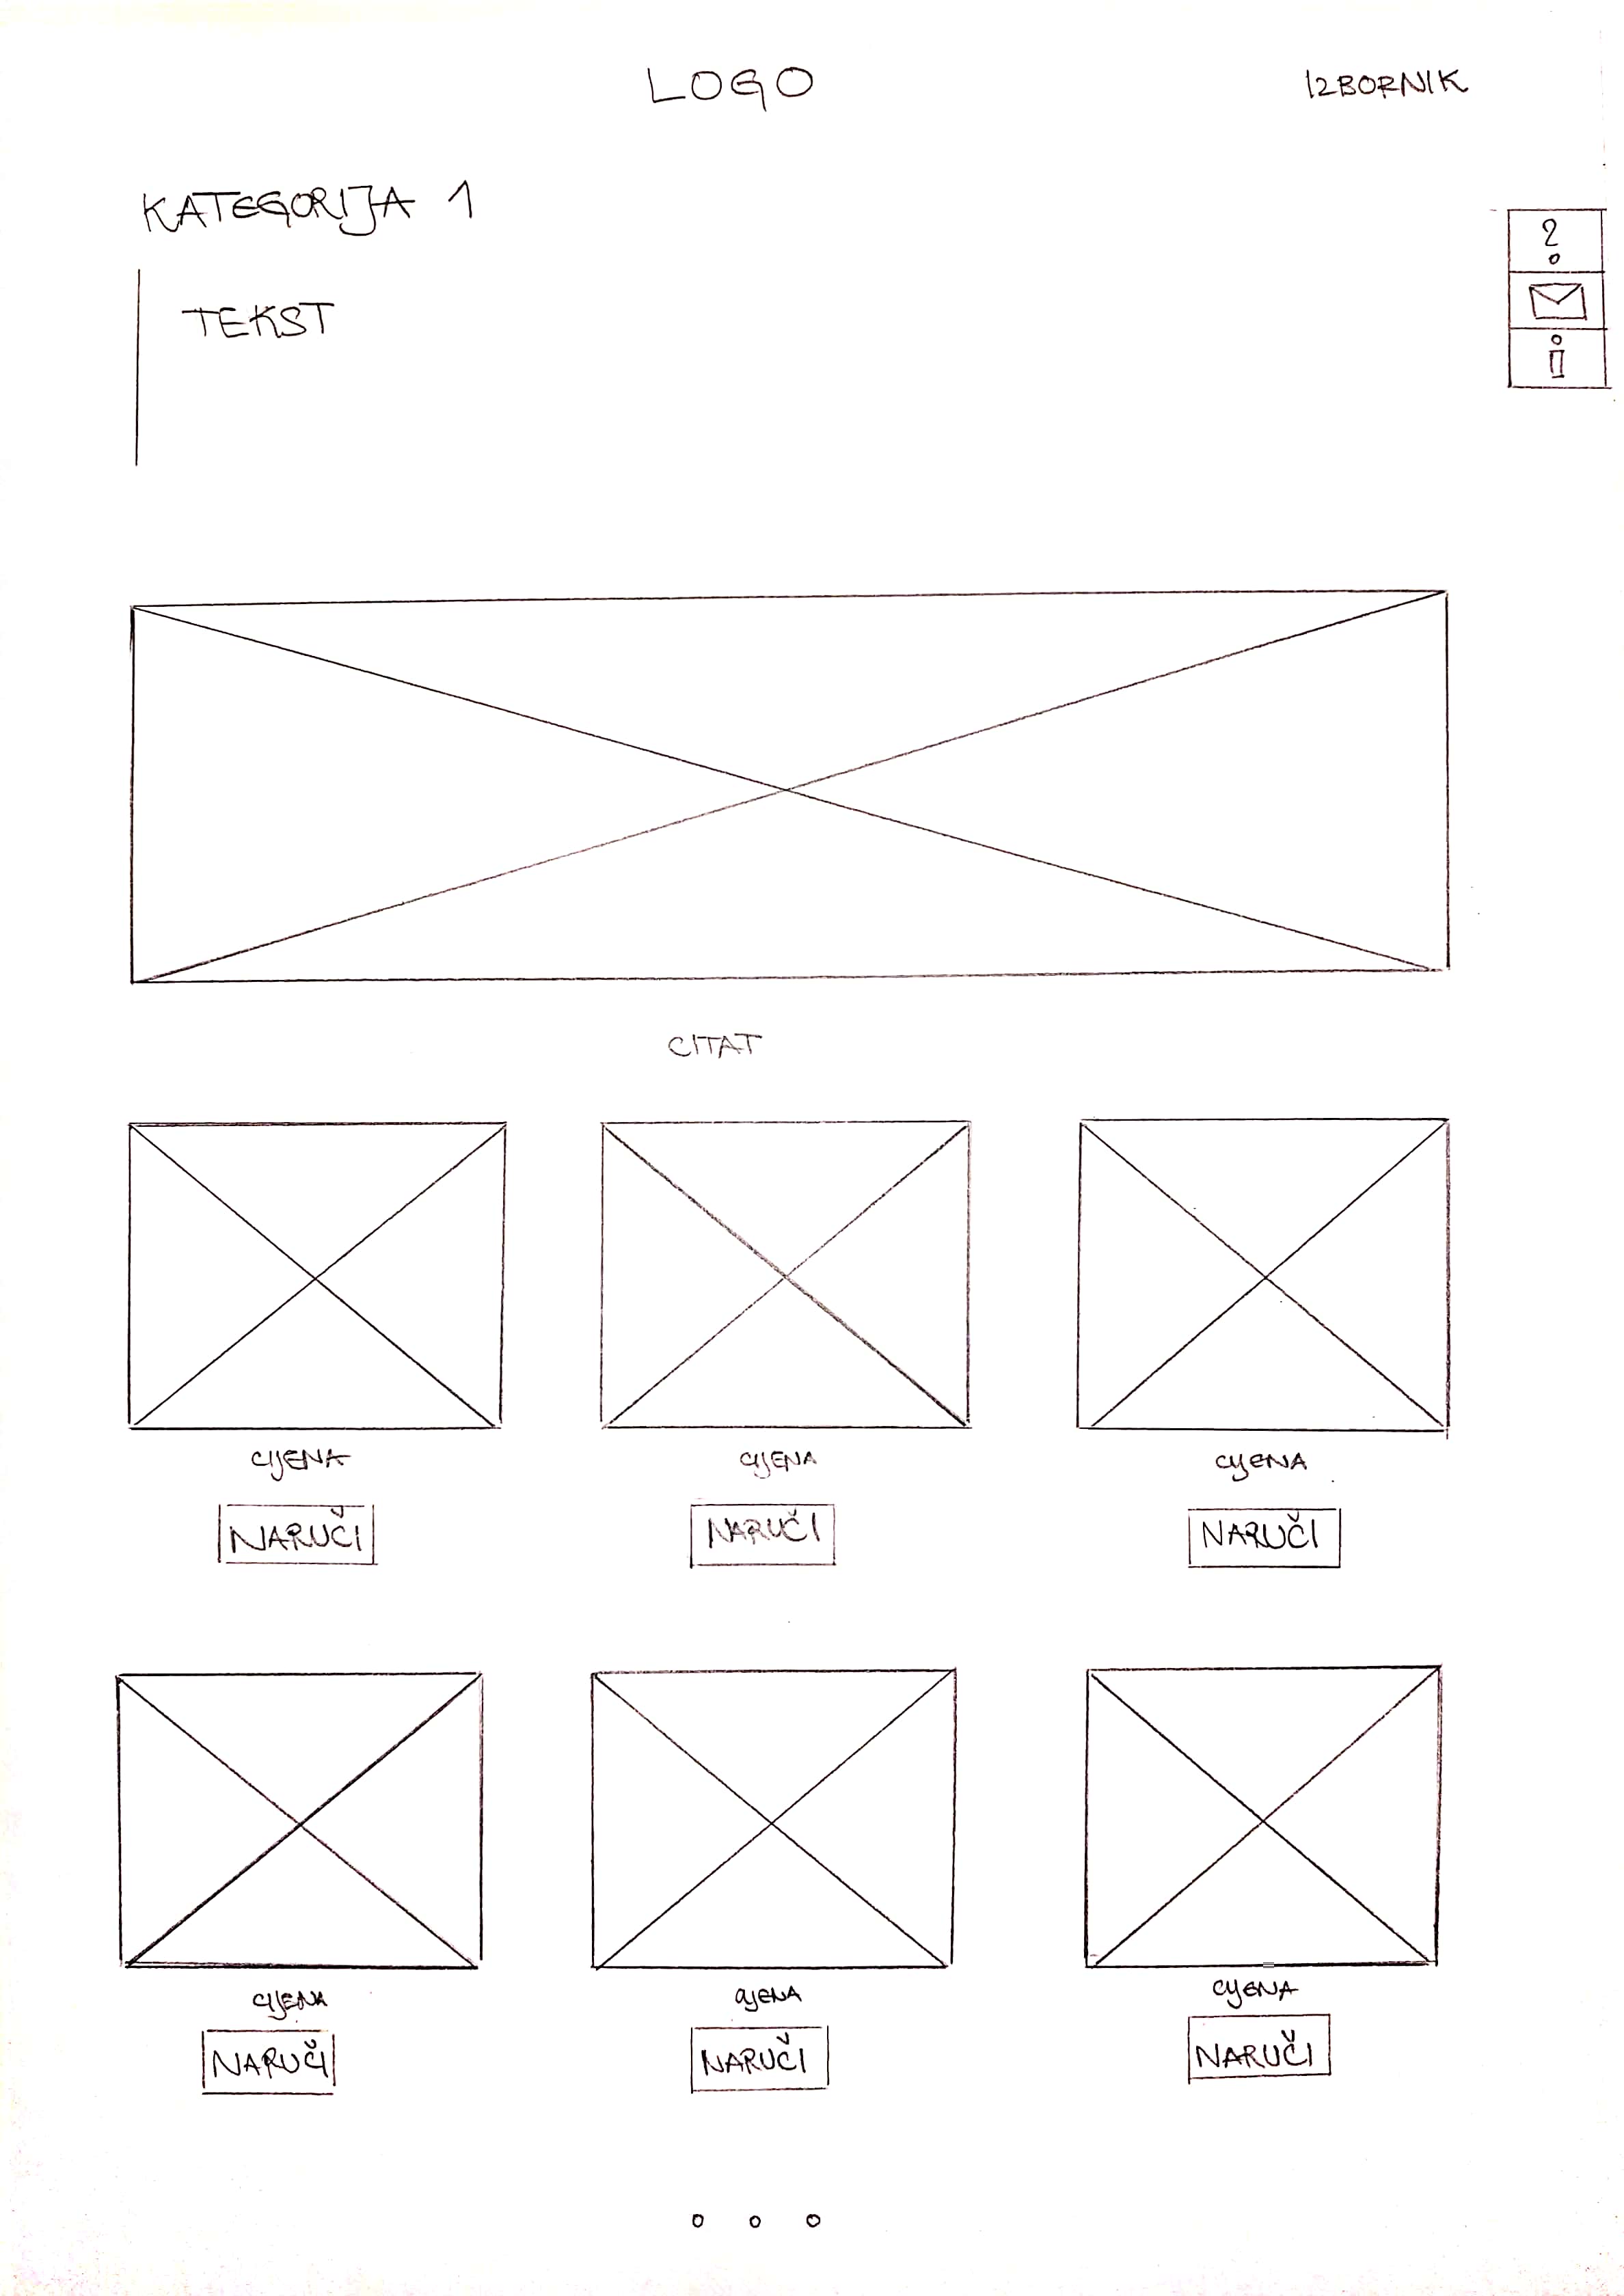 LOGO
IZBORNIK
KATEGORIJA 1
?
TEKST
i
CITAT
CIJENA CIJENA CIJENA
NARUČI NARUČI NARUČI
CIJENA CIJENA CIJENA
NARUČI NARUČI NARUČI